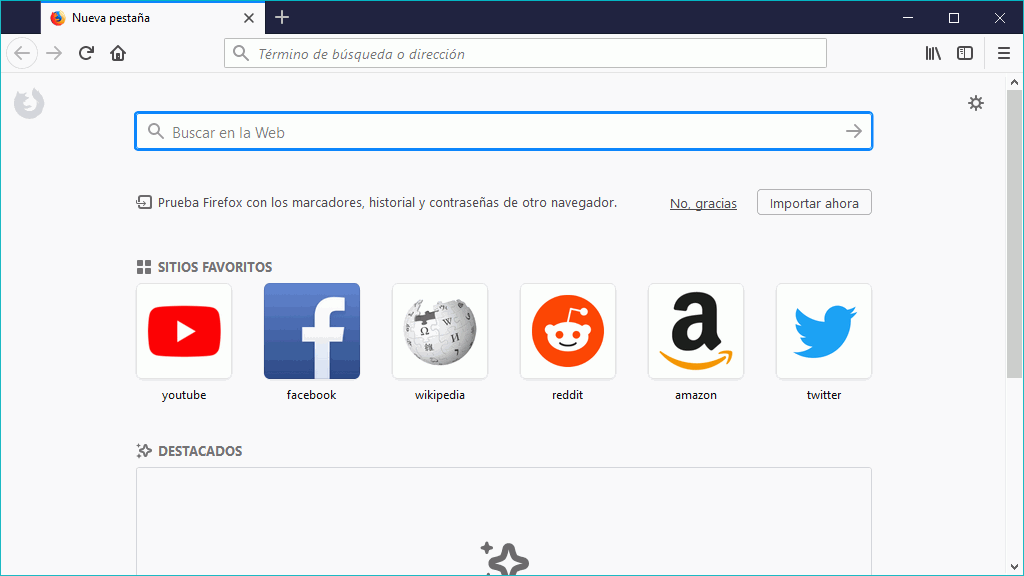 Nueva pestaña
Término de búsqueda o dirección
Buscar en la Web
Prueba Firefox con los marcadores, historial y contraseñas de otro navegador.
No, gracias
Importar ahora
SITIOS FAVORITOS
youtube
facebook
wikipedia
reddit
amazon
twitter
DESTACADOS